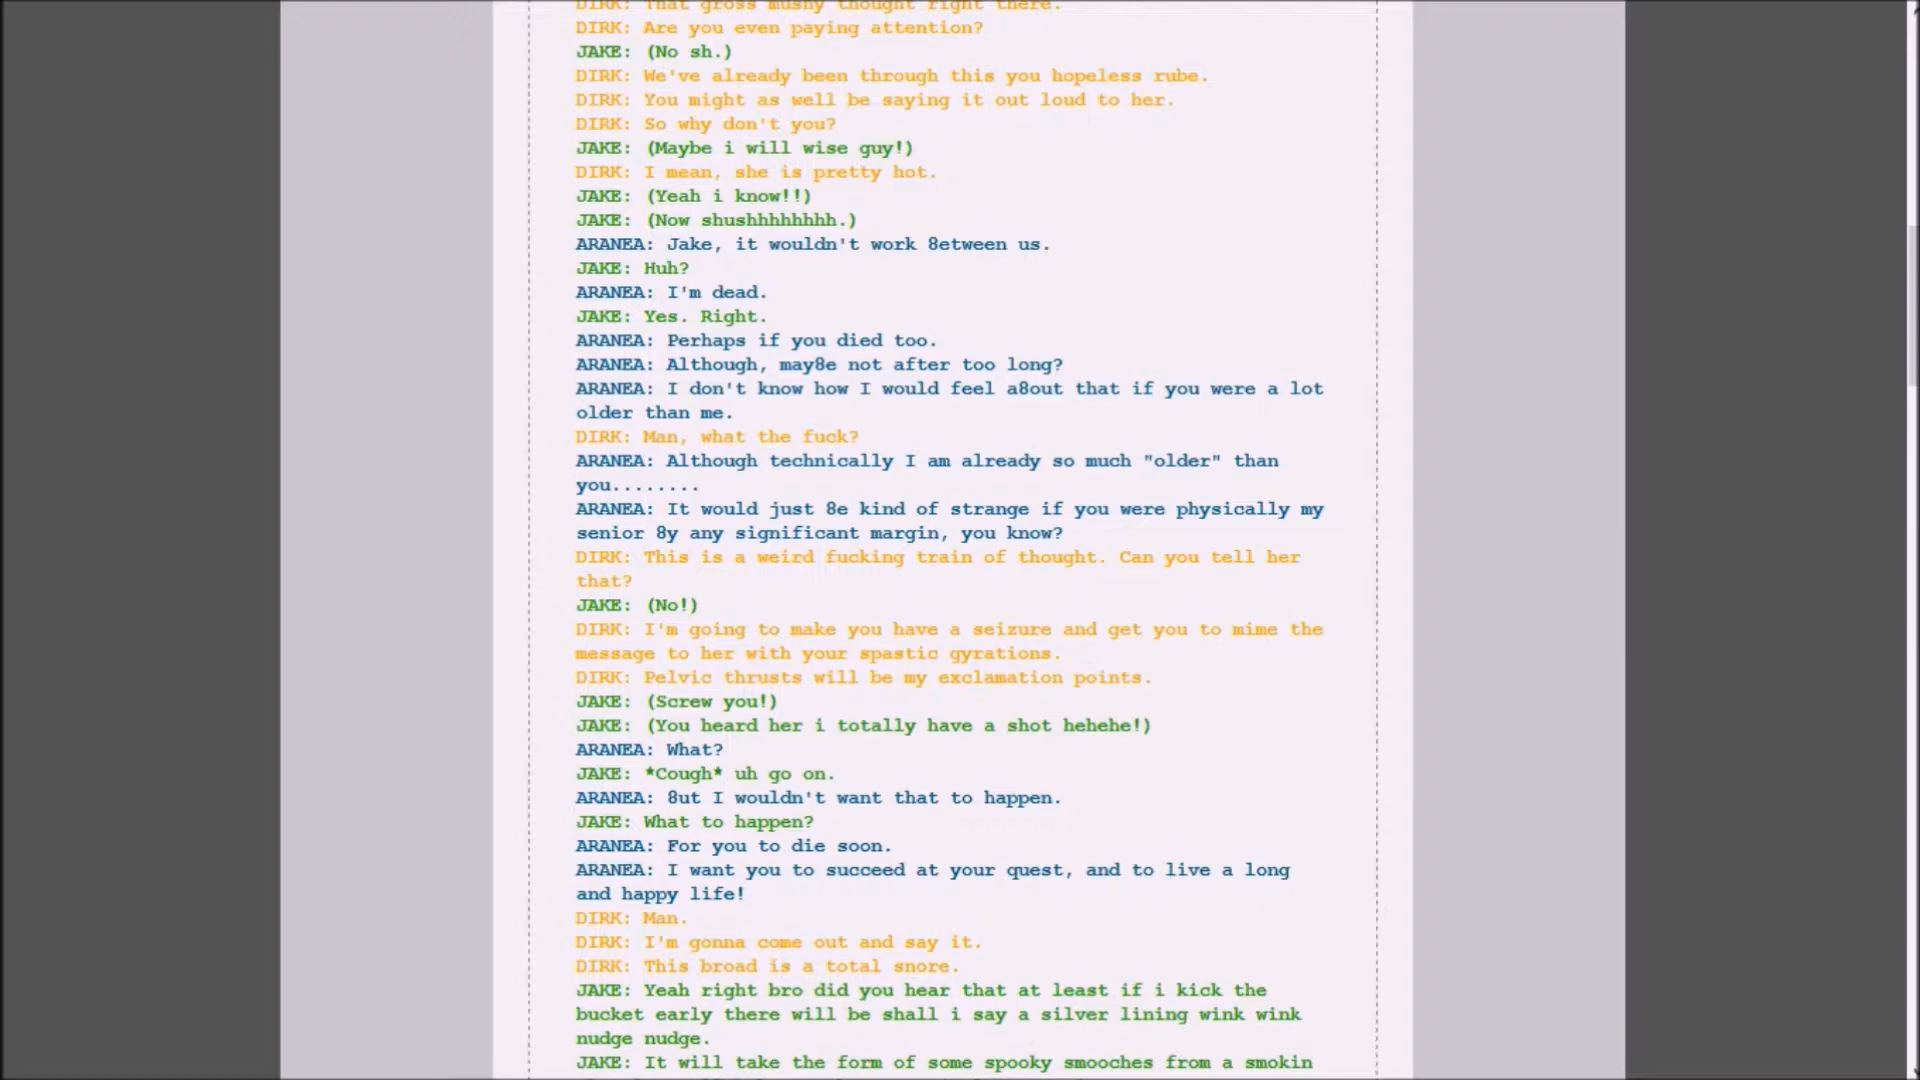 DIRK: That gross mushy thought right there.
DIRK: Are you even paying attention?
JAKE: (No sh.)
DIRK: We've already been through this you hopeless rube.
DIRK: You might as well be saying it out loud to her.
DIRK: So why don't you?
JAKE: (Maybe i will wise guy!)
DIRK: I mean, she is pretty hot.
JAKE: (Yeah i know!!)
JAKE: (Now shushhhhhhhh.)
ARANEA: Jake, it wouldn't work 8etween us.
JAKE: Huh?
ARANEA: I'm dead.
JAKE: Yes. Right.
ARANEA: Perhaps if you died too.
ARANEA: Although, may8e not after too long?
ARANEA: I don't know how I would feel a8out that if you were a lot
older than me.
DIRK: Man, what the fuck?
ARANEA: Although technically I am already so much "older" than
you........
ARANEA: It would just 8e kind of strange if you were physically my
senior 8y any significant margin, you know?
DIRK: This is a weird fucking train of thought. Can you tell her
that?
JAKE: (No!)
DIRK: I'm going to make you have a seizure and get you to mime the
message to her with your spastic gyrations.
DIRK: Pelvic thrusts will be my exclamation points.
JAKE: (Screw you!)
JAKE: (You heard her i totally have a shot hehehe!)
ARANEA: What?
JAKE: *Cough* uh go on.
ARANEA: 8ut I wouldn't want that to happen.
JAKE: What to happen?
ARANEA: For you to die soon.
ARANEA: I want you to succeed at your quest, and to live a long
and happy life!
DIRK: Man.
DIRK: I'm gonna come out and say it.
DIRK: This broad is a total snore.
JAKE: Yeah right bro did you hear that at least if i kick the
bucket early there will be shall i say a silver lining wink wink
nudge nudge.
JAKE: It will take the form of some spooky smooches from a smokin